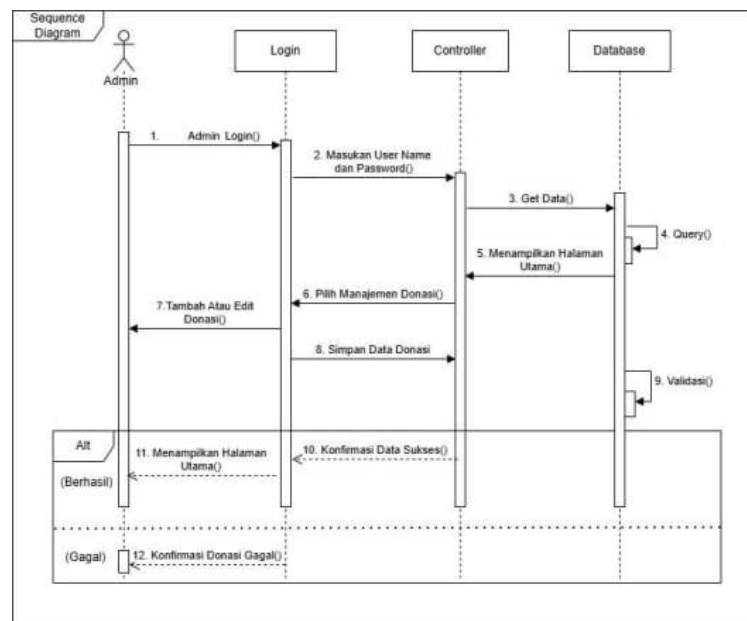 Sequence
Diagram
Admin
Login
Controller
Database
1. Admin Login()
2. Masukan User Name
dan Password()
3. Get Data()
4. Query()
5. Menampilkan Halaman
Utama()
6. Pilih Manajemen Donasi()
7.Tambah Atau Edit
Donasi()
8. Simpan Data Donasi
9. Validasi()
Alt
(Berhasil)
10. Konfirmasi Data Sukses()
11. Menampilkan Halaman
Utama()
(Gagal)
12. Konfirmasi Donasi Gagal()